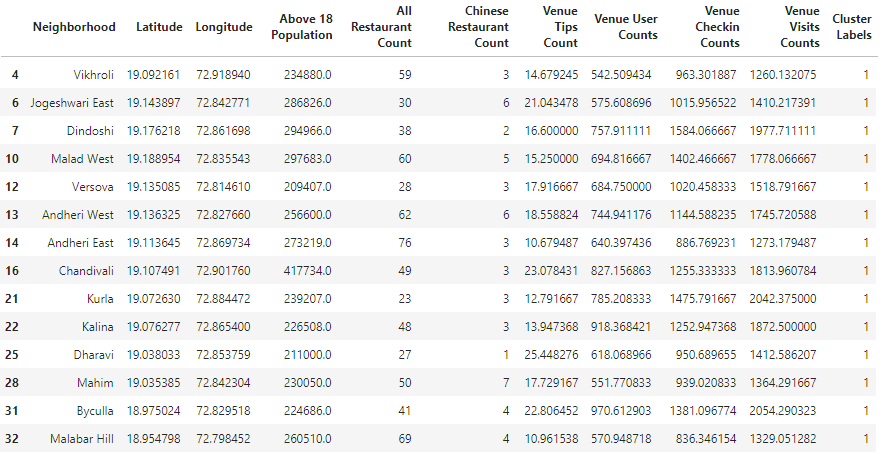 Neighborhood Latitude Longitude Above 18 Population All Restaurant Count Chinese Restaurant Count Venue Tips Count Venue User Counts Venue Checkin Counts Venue Visits Counts Cluster Labels
4 Vikhroli 19.092161 72.918940 234880.0 59 3 14.679245 542.509434 963.301887 1260.132075 1
6 Jogeshwari East 19.143897 72.842771 286826.0 30 6 21.043478 575.608696 1015.956522 1410.217391 1
7 Dindoshi 19.176218 72.861698 294966.0 38 2 16.600000 757.911111 1584.066667 1977.711111 1
10 Malad West 19.188954 72.835543 297683.0 60 5 15.250000 694.816667 1402.466667 1778.066667 1
12 Versova 19.135085 72.814610 209407.0 28 3 17.916667 684.750000 1020.458333 1518.791667 1
13 Andheri West 19.136325 72.827660 256600.0 62 6 18.558824 744.941176 1144.588235 1745.720588 1
14 Andheri East 19.113645 72.869734 273219.0 76 3 10.679487 640.397436 886.769231 1273.179487 1
16 Chandivali 19.107491 72.901760 417734.0 49 3 23.078431 827.156863 1255.333333 1813.960784 1
21 Kurla 19.072630 72.884472 239207.0 23 3 12.791667 785.208333 1475.791667 2042.375000 1
22 Kalina 19.076277 72.865400 226508.0 48 3 13.947368 918.368421 1252.947368 1872.500000 1
25 Dharavi 19.038033 72.853759 211000.0 27 1 25.448276 618.068966 950.689655 1412.586207 1
28 Mahim 19.035385 72.842304 230050.0 50 7 17.729167 551.770833 939.020833 1364.291667 1
31 Byculla 18.975024 72.829518 224686.0 41 4 22.806452 970.612903 1381.096774 2054.290323 1
32 Malabar Hill 18.954798 72.798452 260510.0 69 4 10.961538 570.948718 836.346154 1329.051282 1